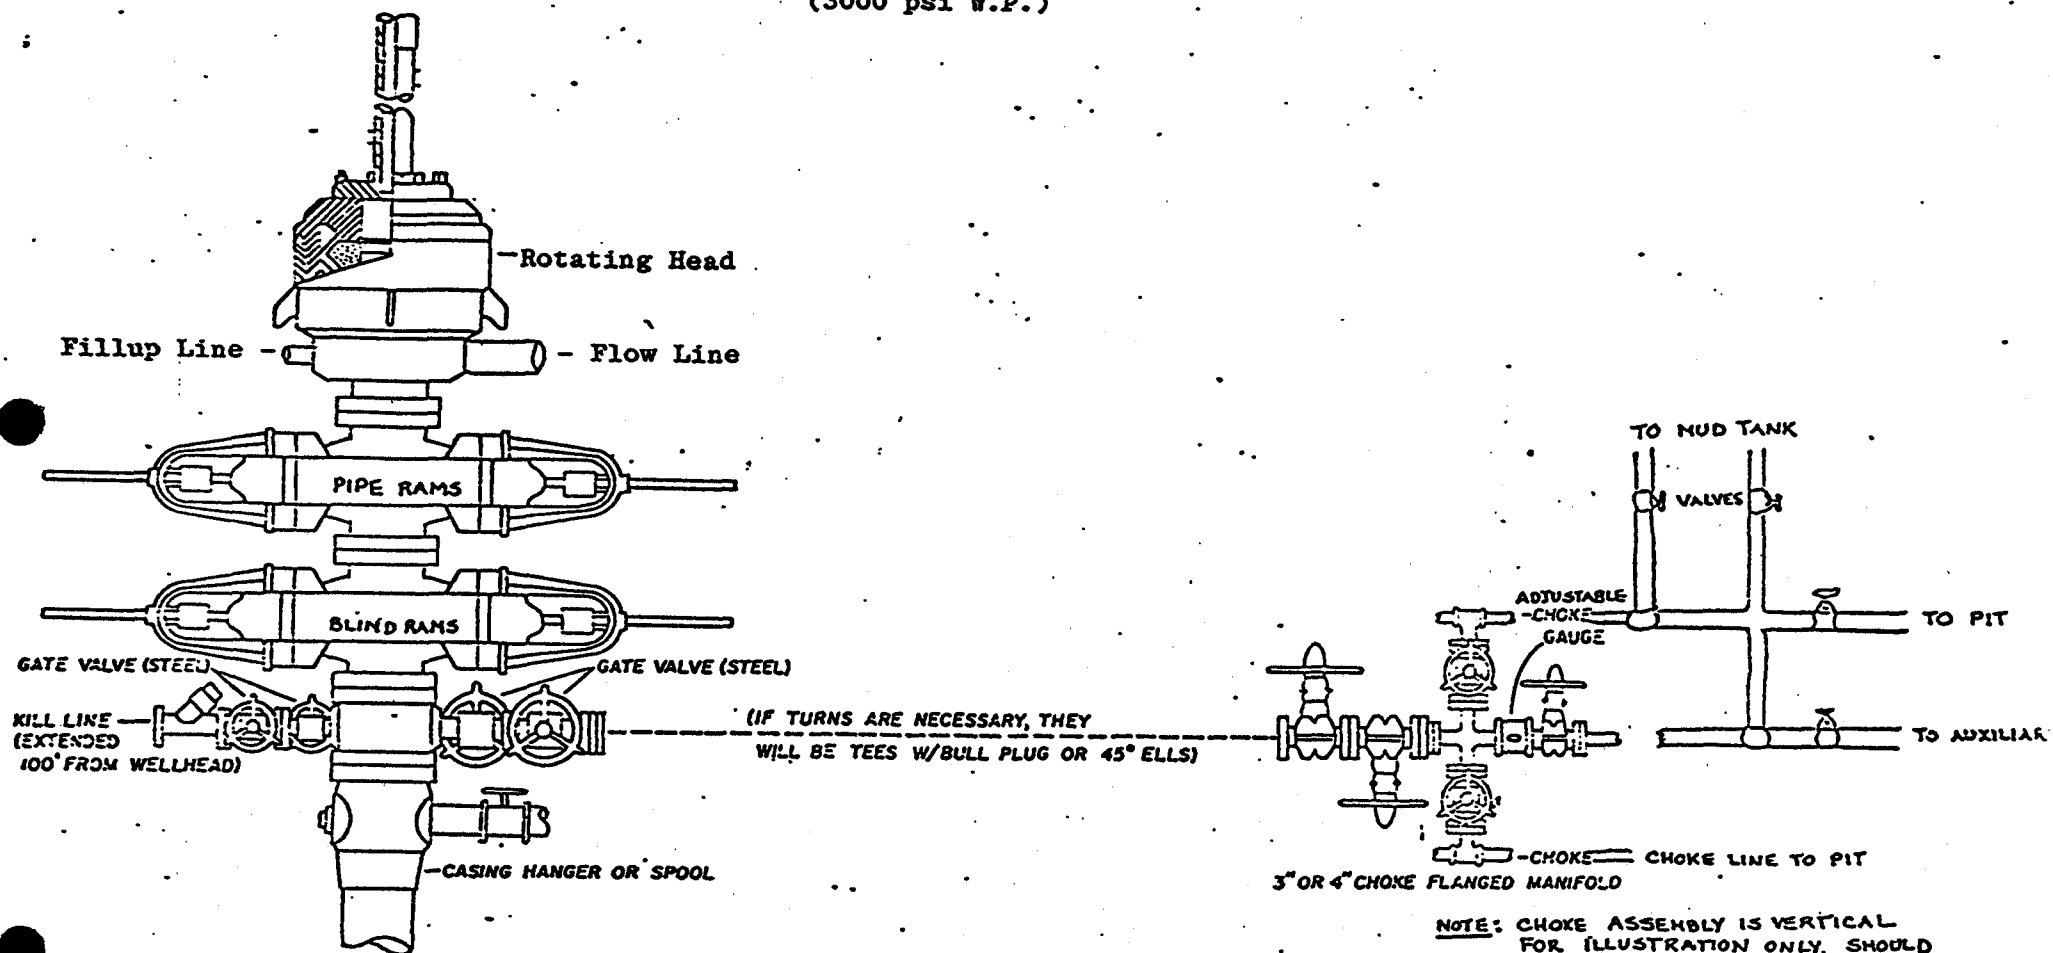 (3000 psi W.P.)
Rotating Head
Fillup Line
Flow Line
PIPE RAMS
BLIND RAMS
GATE VALVE (STEEL)
GATE VALVE (STEEL)
KILL LINE
(EXTENDED
100' FROM WELLHEAD)
(IF TURNS ARE NECESSARY, THEY
WILL BE TEES W/BULL PLUG OR 45° ELLS)
CASING HANGER OR SPOOL
TO MUD TANK
VALVES
ADJUSTABLE
CHOKE
GAUGE
TO PIT
TO AUXILIAR
CHOKE
CHOKE LINE TO PIT
3" OR 4" CHOKE FLANGED MANIFOLD
NOTE: CHOKE ASSEMBLY IS VERTICAL
FOR ILLUSTRATION ONLY. SHOULD